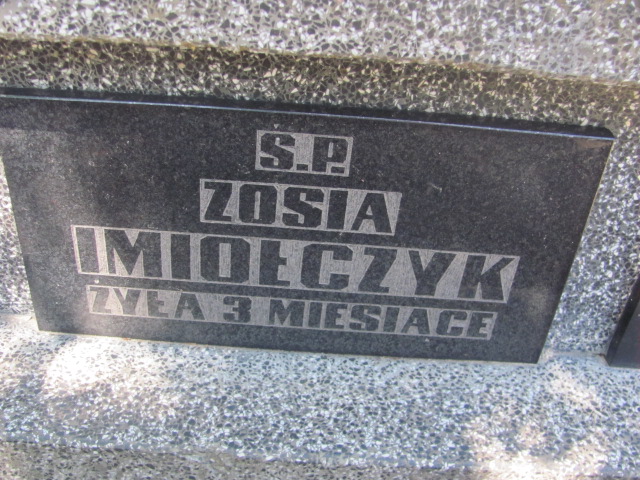 S.P.
ZOSIA
IMIOŁCZYK
ŻYŁA 3 MIESIĄCE